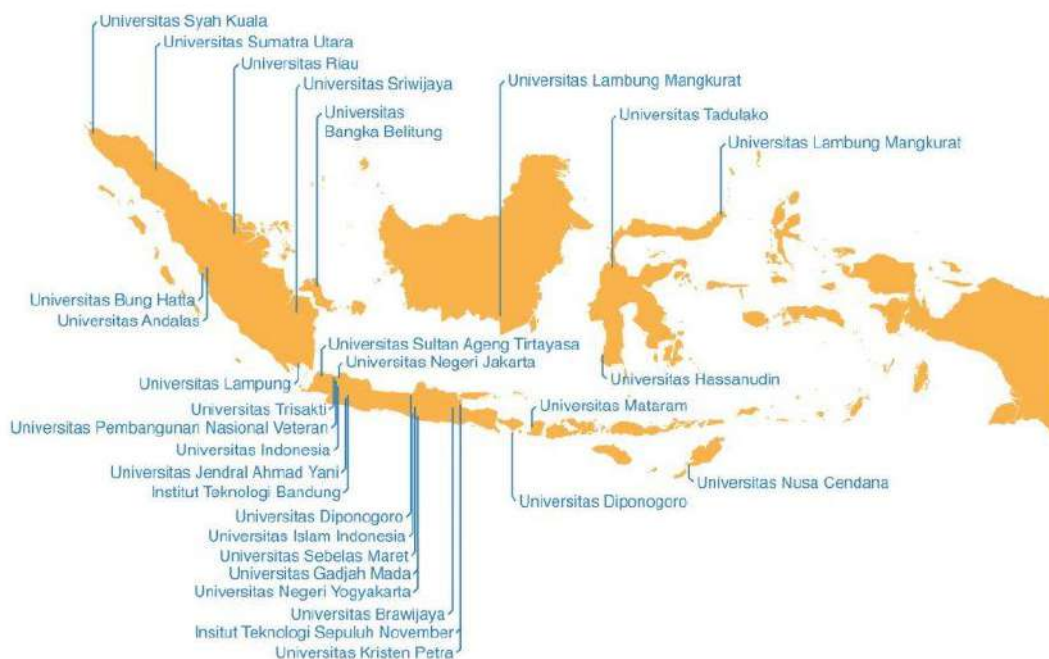 Universitas Syah Kuala
Universitas Sumatra Utara
Universitas Riau
Universitas Sriwijaya
Universitas
Bangka Belitung
Universitas Lambung Mangkurat
Universitas Tadulako
Universitas Lambung Mangkurat
Universitas Bung Hatta
Universitas Andalas
Universitas Sultan Ageng Tirtayasa
Universitas Negeri Jakarta
Universitas Lampung
Universitas Hassanudin
Universitas Trisakti
Universitas Mataram
Universitas Pembangunan Nasional Veteran
Universitas Indonesia
Universitas Jendral Ahmad Yani
Universitas Nusa Cendana
Institut Teknologi Bandung
Universitas Diponogoro
Universitas Diponogoro
Universitas Islam Indonesia
Universitas Sebelas Maret
Universitas Gadjah Mada
Universitas Negeri Yogyakarta
Universitas Brawijaya
Insitut Teknologi Sepuluh November
Universitas Kristen Petra